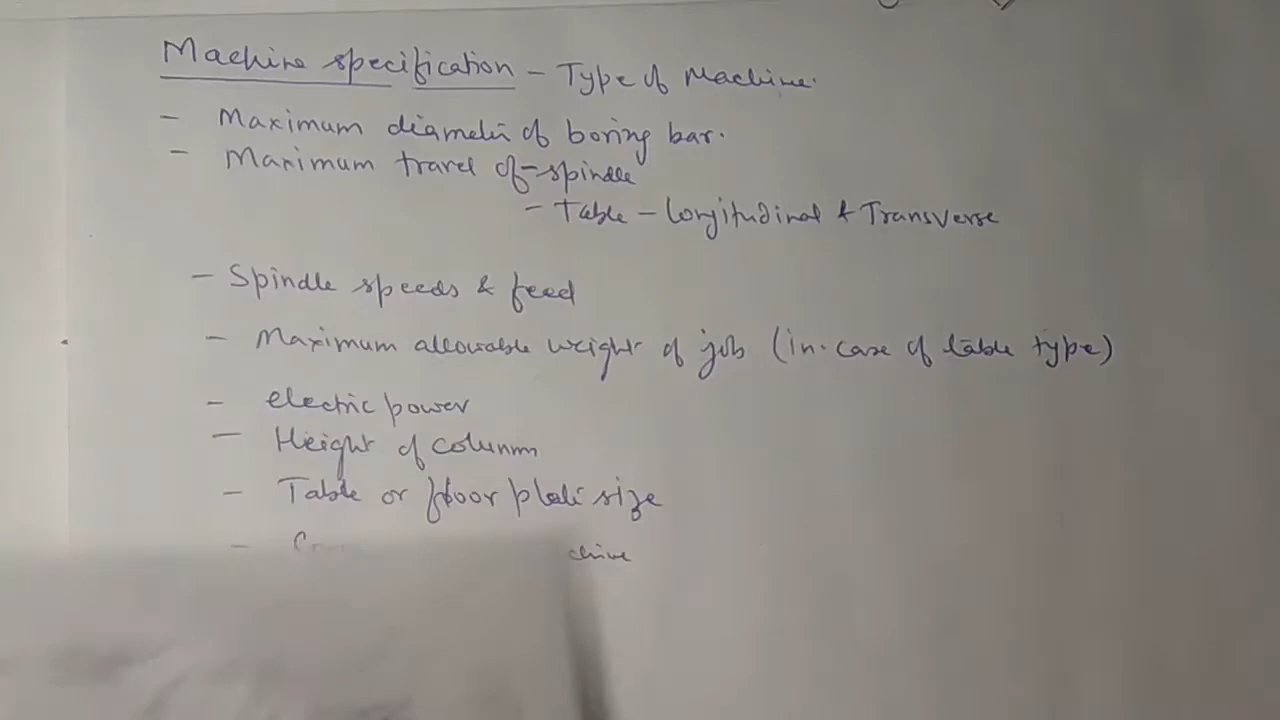 Machine specification - Type of Machine.
- Maximum diameter of boring bar.
- Maximum travel of - spindle
- Table - Longitudinal & Transverse
- Spindle speeds & feed
- Maximum allowable weight of job (in-case of table type)
- electric power
- Height of column
- Table or floor plate size
- chine